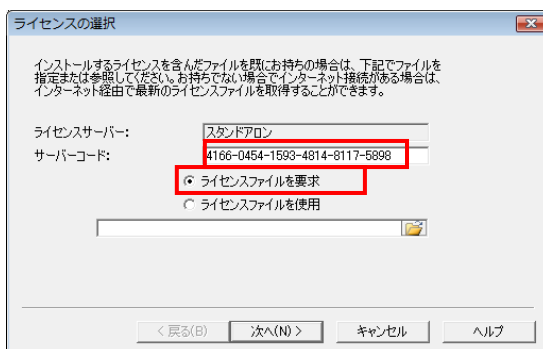 ライセンスの選択
インストールするライセンスを含んだファイルを既にお持ちの場合は、下記でファイルを
指定または参照してください。お持ちでない場合でインターネット接続がある場合は、
インターネット経由で最新のライセンスファイルを取得することができます。
ライセンスサーバー: スタンドアロン
サーバーコード: 4166-0454-1593-4814-8117-5898
ライセンスファイルを要求
ライセンスファイルを使用
< 戻る(B) 次へ(N) > キャンセル ヘルプ